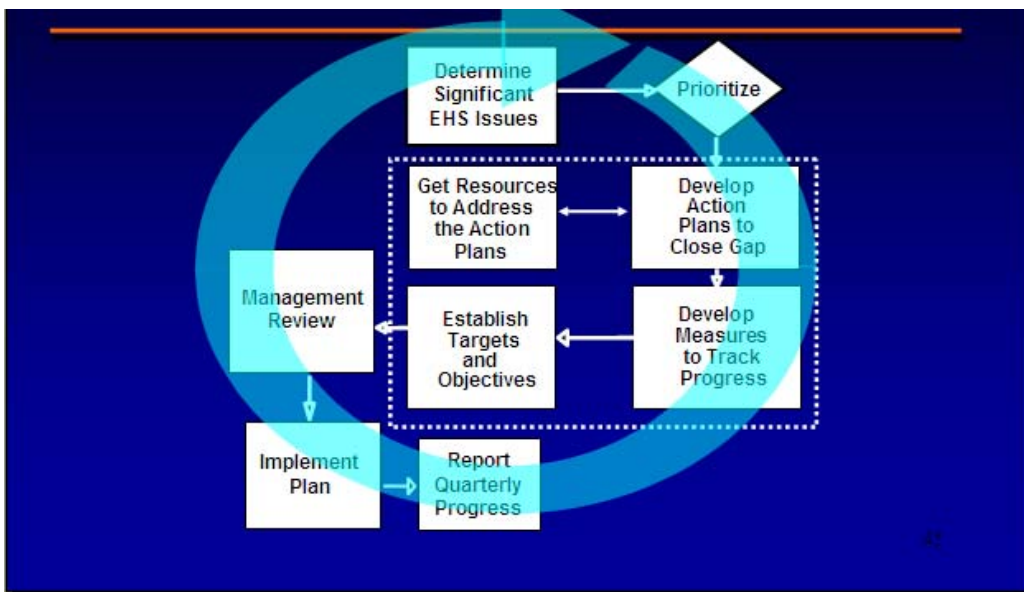 Determine
Significant
EHS Issues
Prioritize
Get Resources
to Address
the Action
Plans
Develop
Action
Plans to
Close Gap
Management
Review
Establish
Targets
and
Objectives
Develop
Measures
to Track
Progress
Implement
Plan
Report
Quarterly
Progress
42